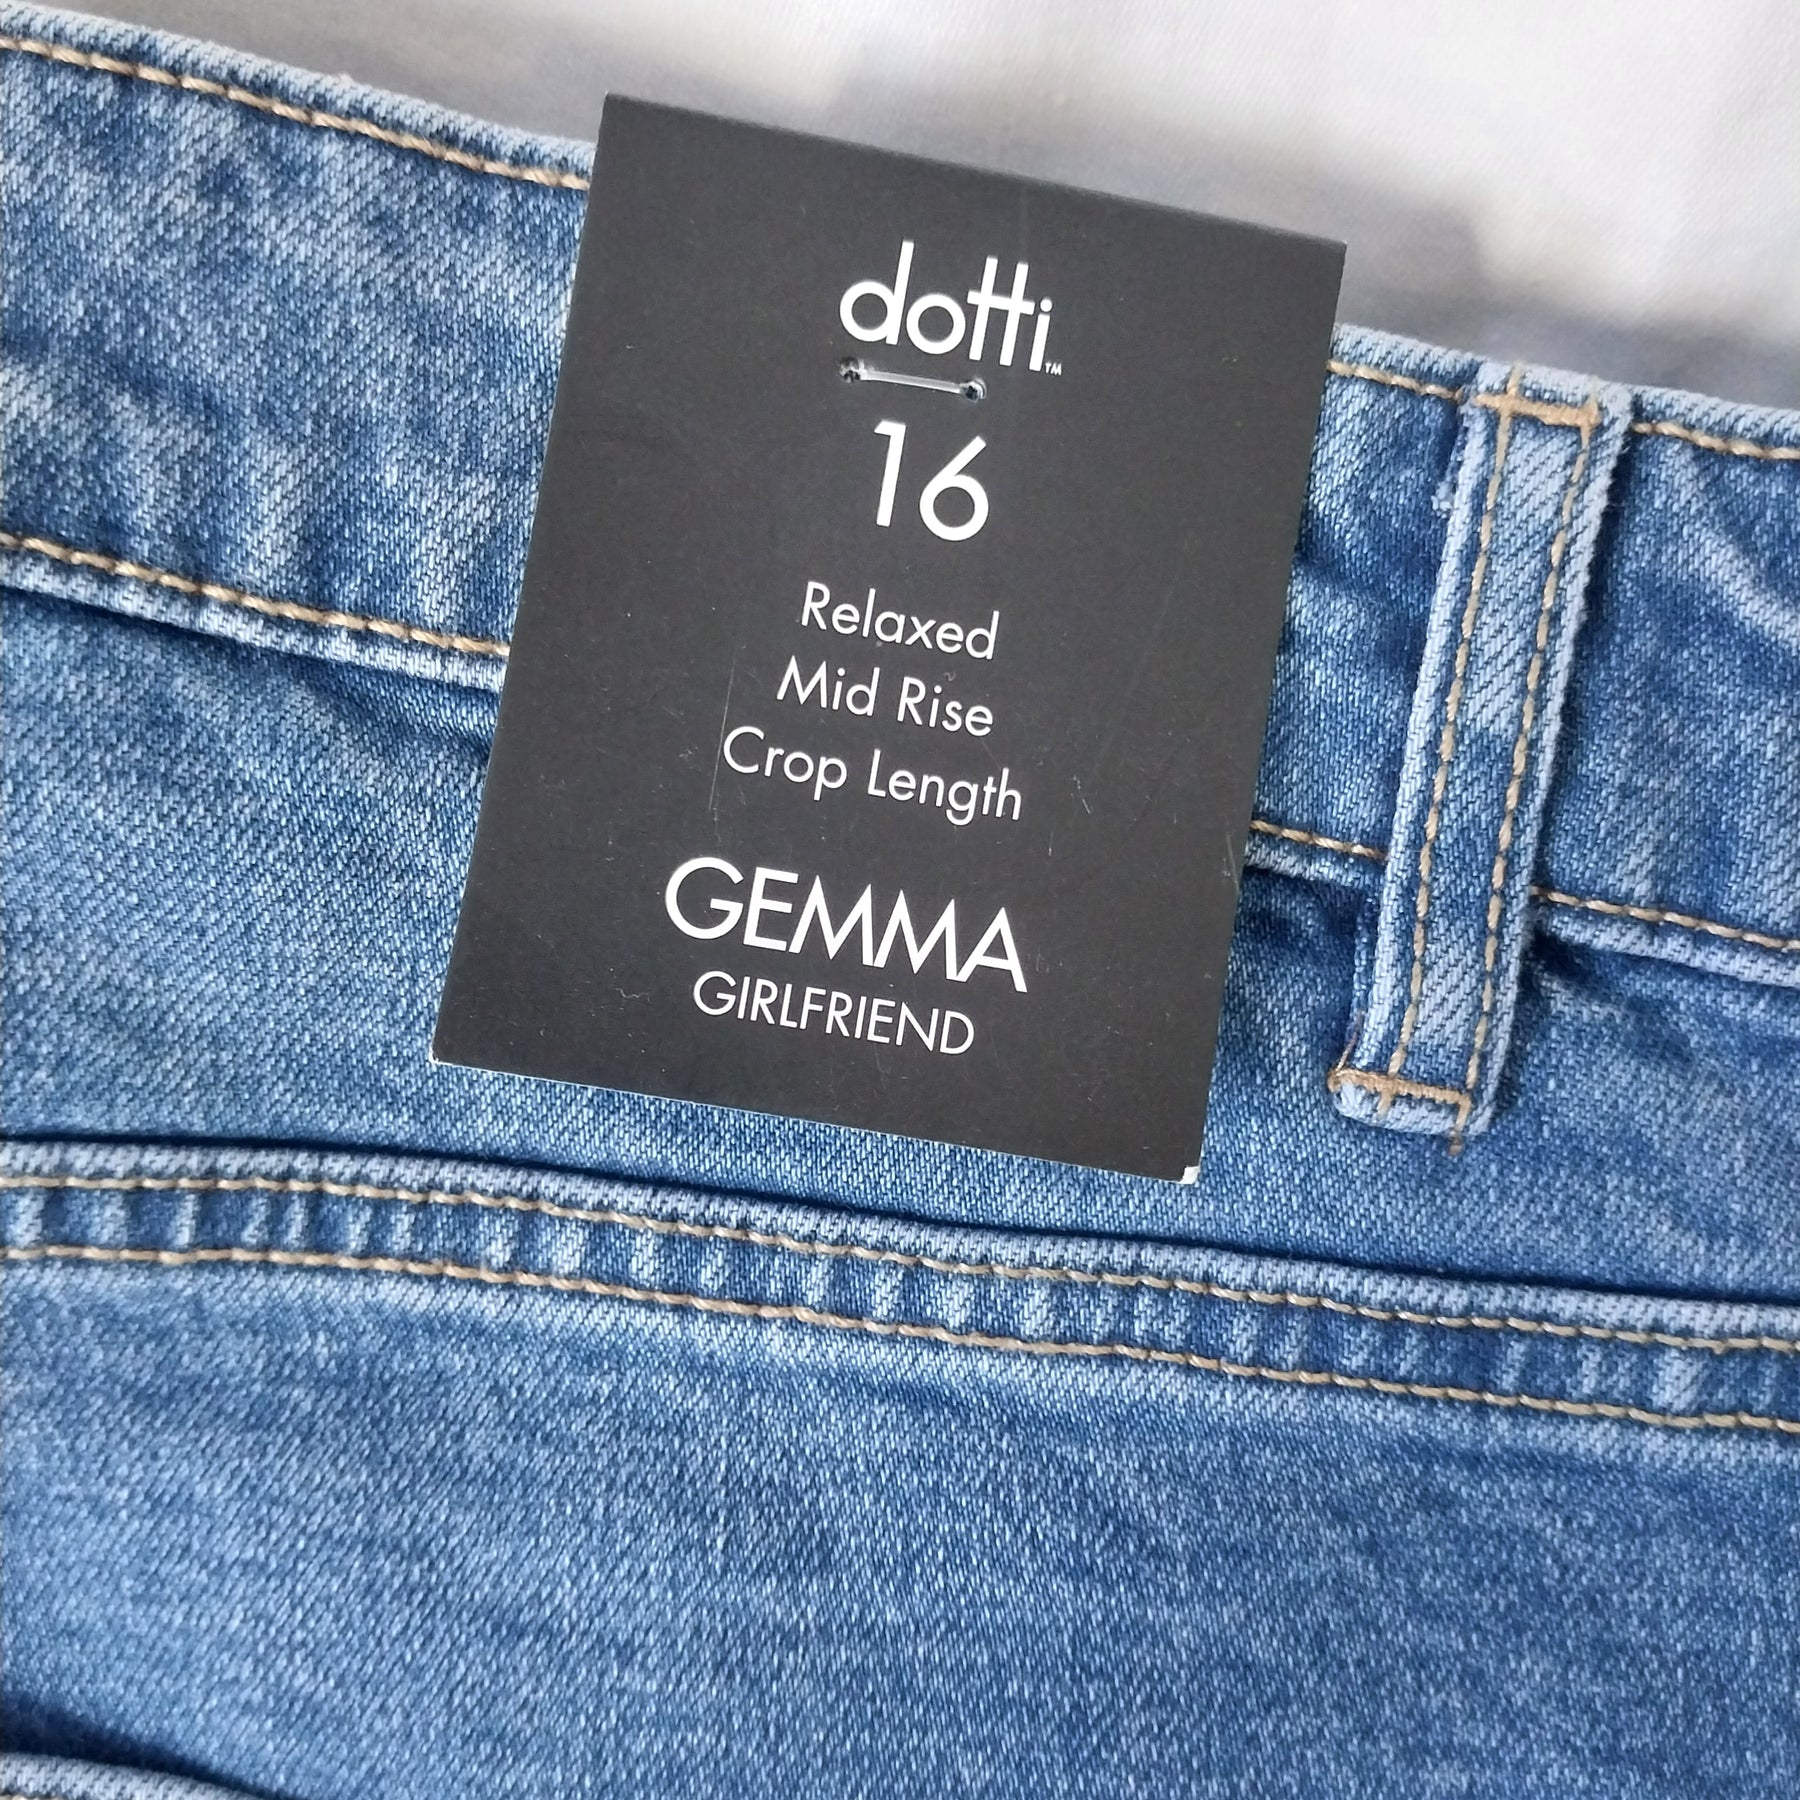 dotti™
16
Relaxed
Mid Rise
Crop Length
GEMMA
GIRLFRIEND